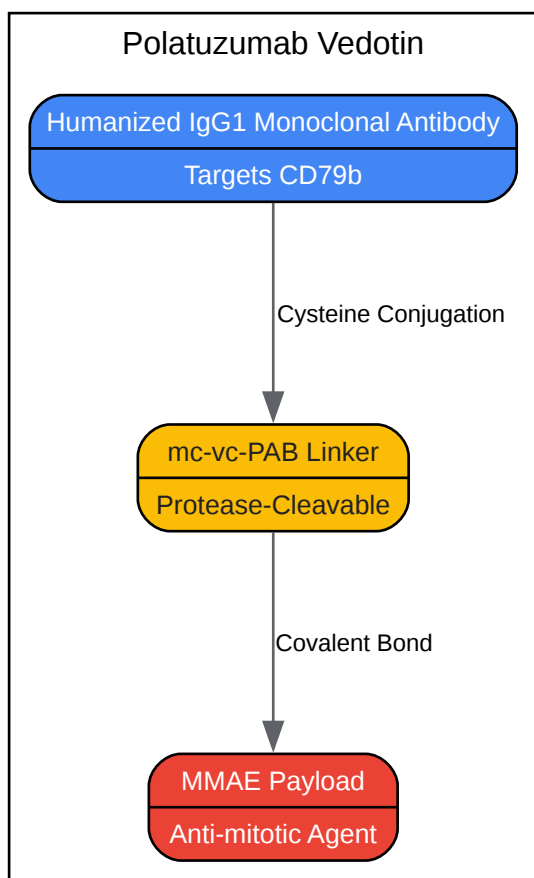 Polatuzumab Vedotin
Humanized IgG1 Monoclonal Antibody
Targets CD79b
Cysteine Conjugation
mc-vc-PAB Linker
Protease-Cleavable
Covalent Bond
MMAE Payload
Anti-mitotic Agent